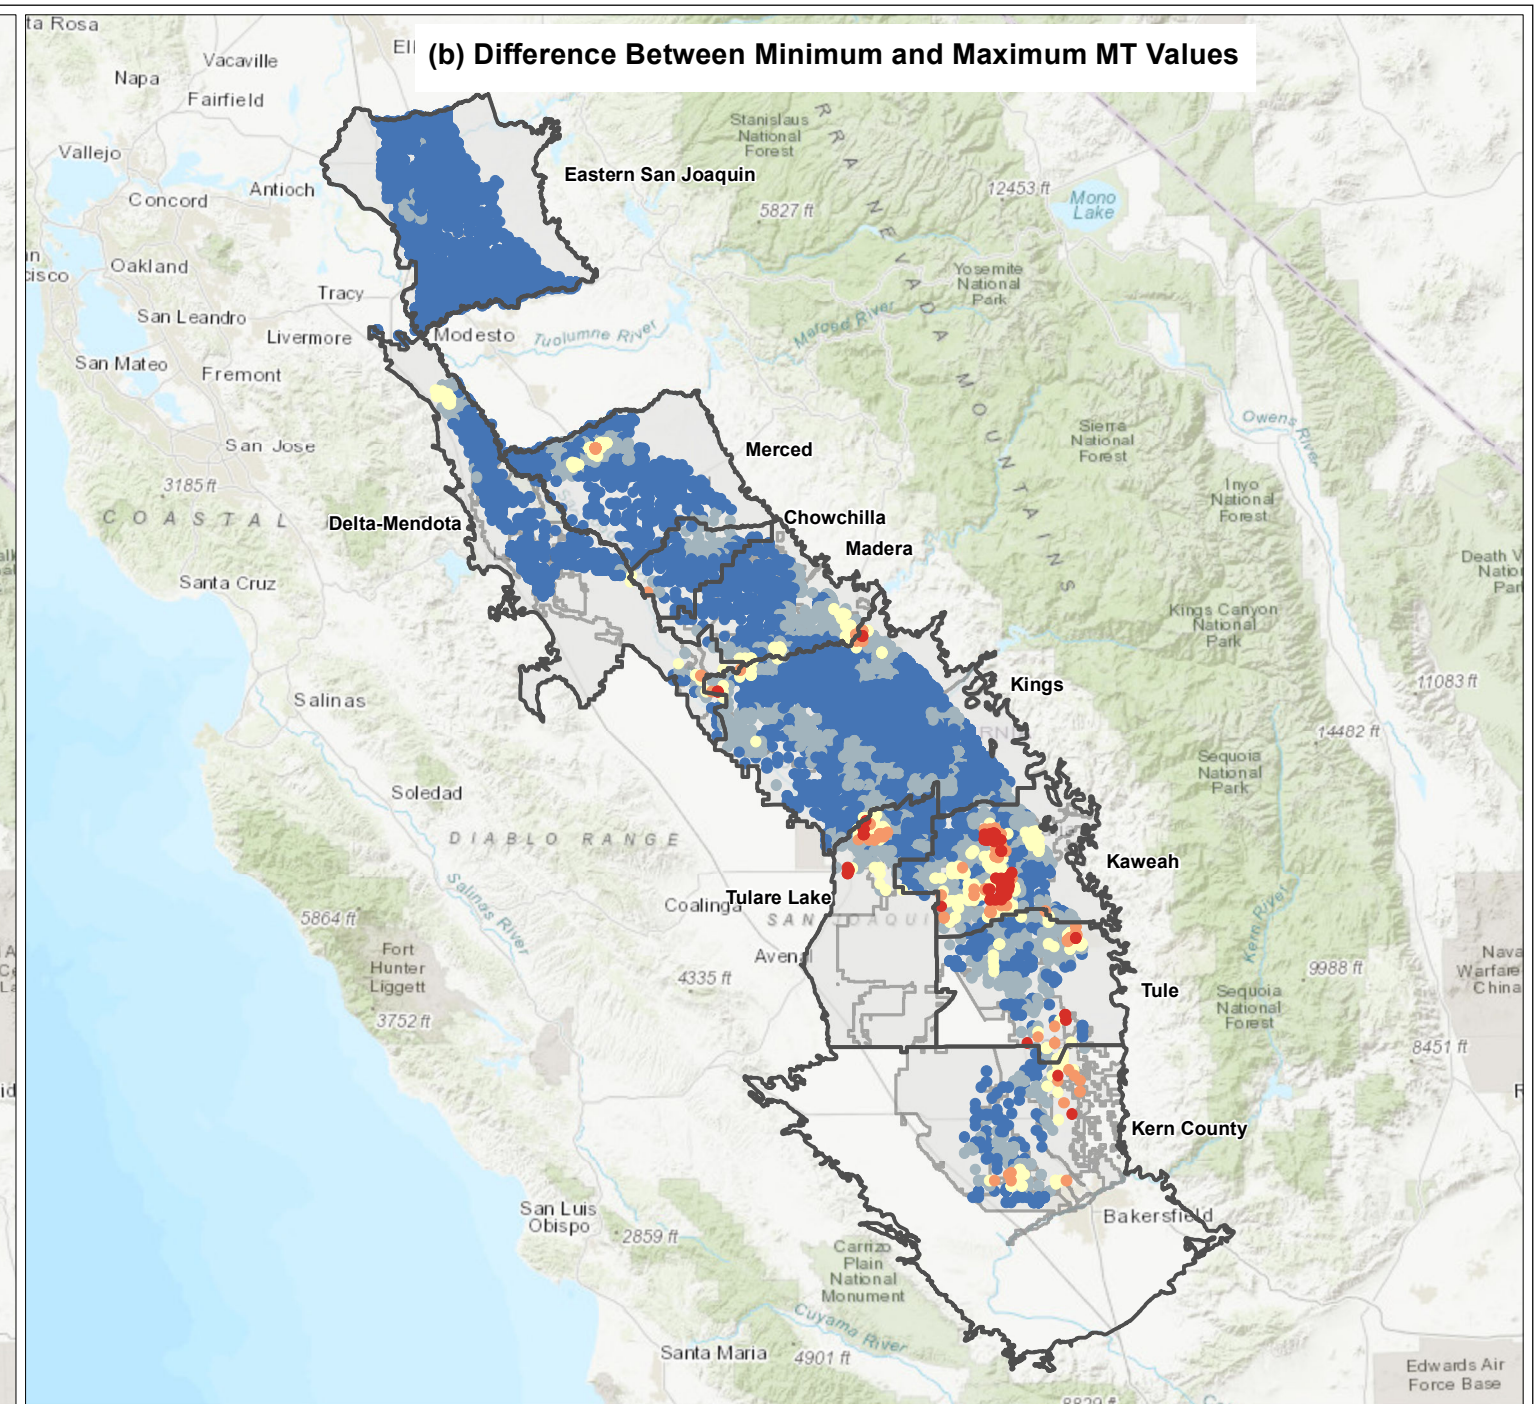 (b) Difference Between Minimum and Maximum MT Values
ta Rosa
Vacaville
Napa
Fairfield
Vallejo
Antioch
Concord
Oakland
Tracy
San Leandro
Livermore
Modesto
San Mateo
Fremont
San Jose
3185 ft
COASTAL
Santa Cruz
Salinas
Soledad
DIABLO RANGE
Salinas River
Coalinga
5864 ft
Fort
Hunter
Liggett
3752 ft
4335 ft
San Luis
Obispo
2859 ft
Carrizo
Plain
National
Monument
Cuyama River
Santa Maria
4901 ft
Bakersfield
Eastern San Joaquin
Merced
Delta-Mendota
Chowchilla
Madera
Kings
Kaweah
Tulare Lake
Tule
Kern County
Stanislaus
National
Forest
5827 ft
12453 ft
Mono
Lake
Yosemite
National
Park
Tuolumne River
Merced River
NEVADA MOUNTAINS
Sierra
National
Forest
Owens River
Inyo
National
Forest
Kings Canyon
National
Park
11083 ft
14482 ft
Sequoia
National
Park
Kern River
9988 ft
Sequoia
National
Forest
8451 ft
Edwards Air
Force Base